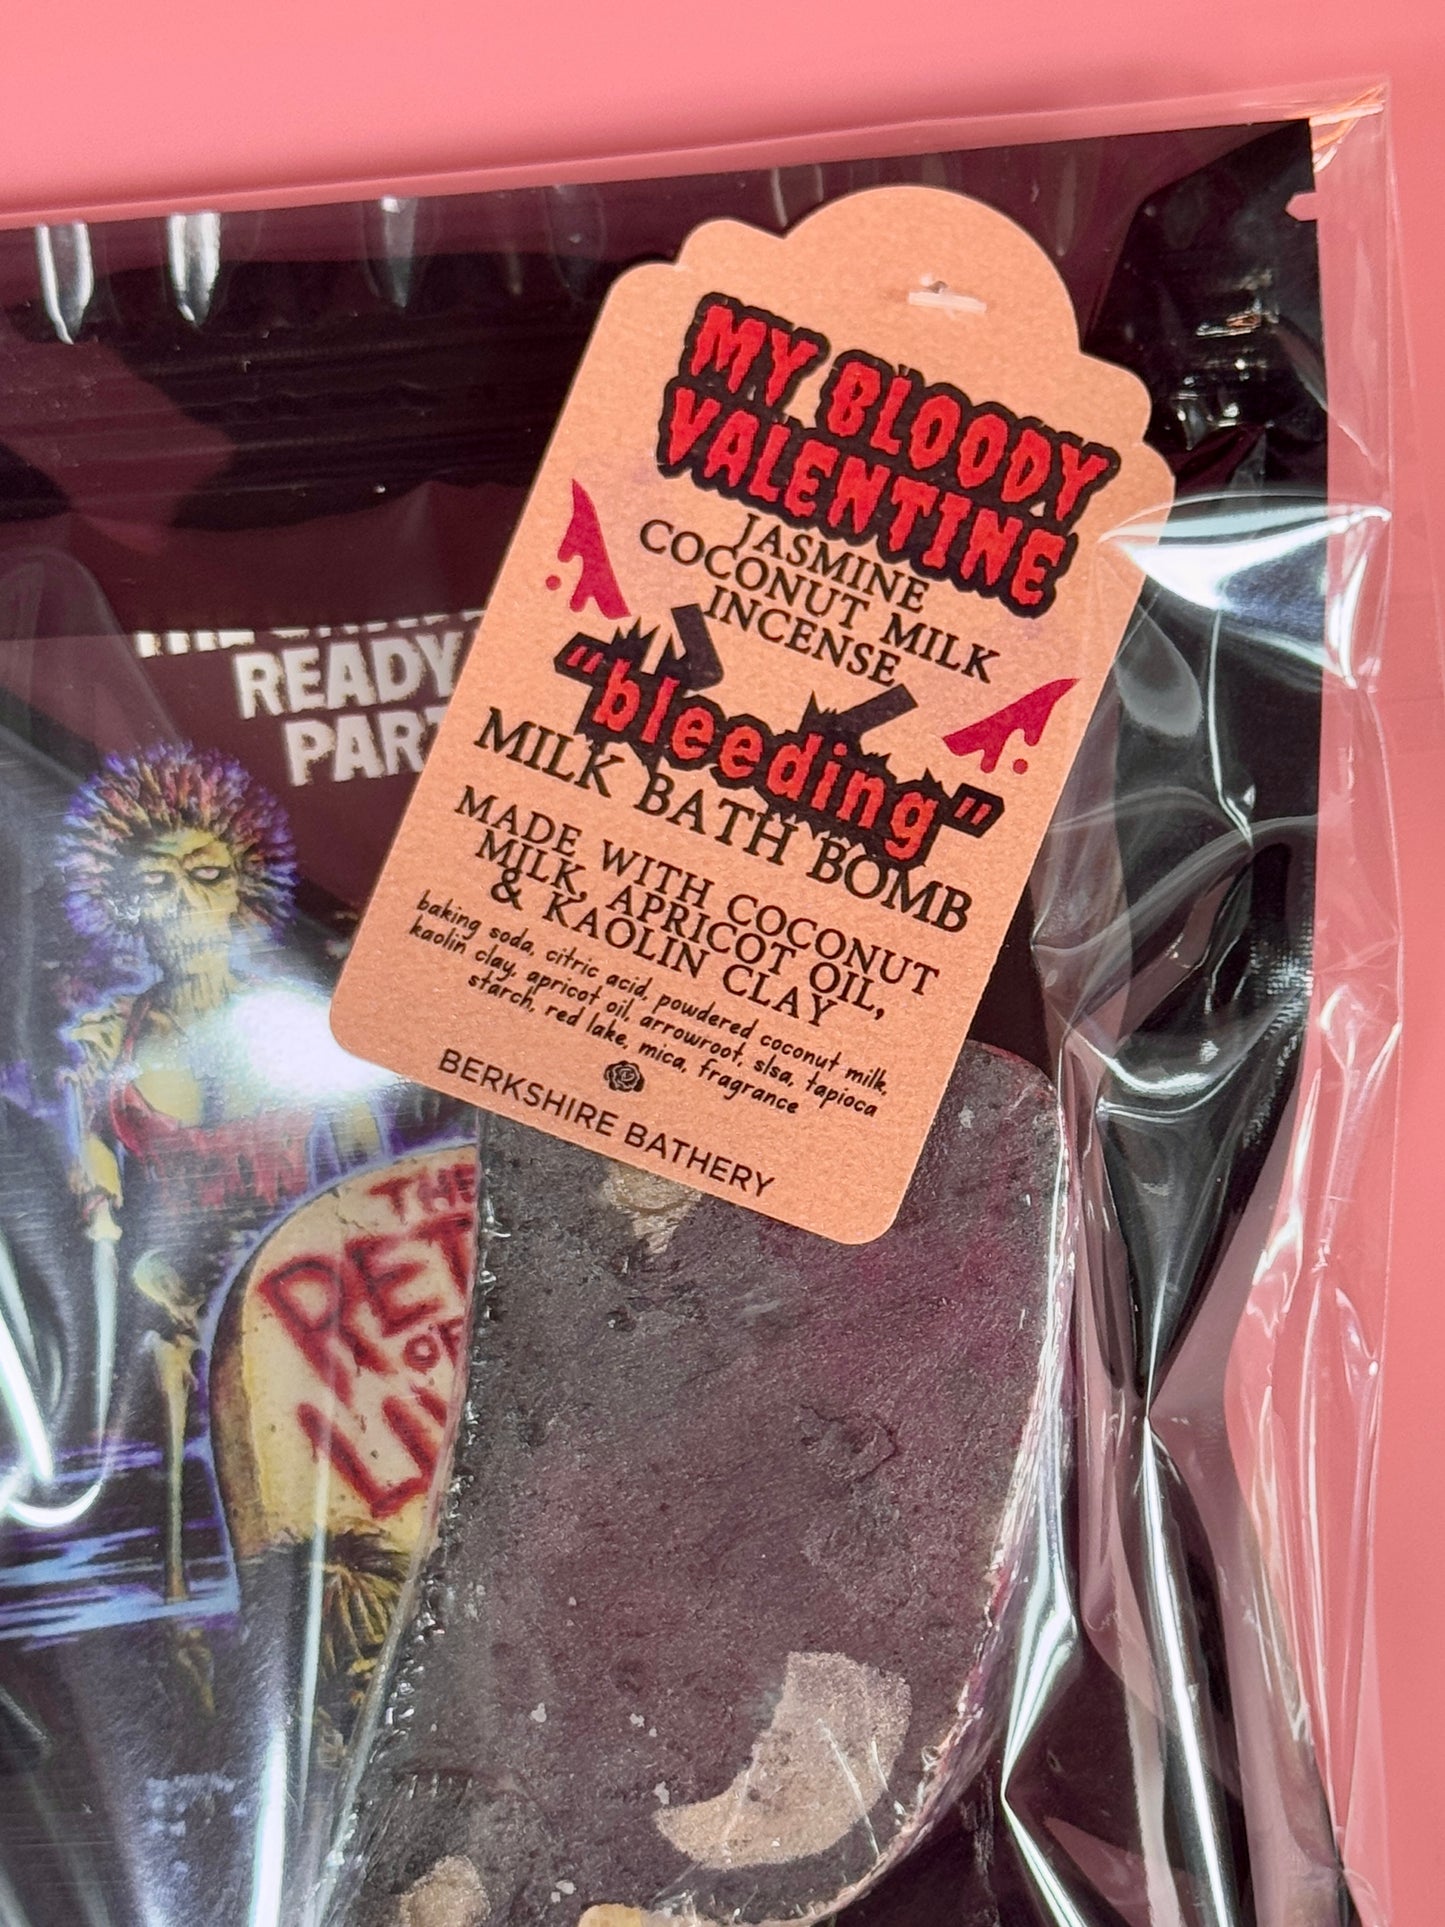 MY BLOODY
VALENTINE
JASMINE
COCONUT MILK
INCENSE
"bleeding"
MILK BATH BOMB
MADE WITH COCONUT
MILK, APRICOT OIL,
& KAOLIN CLAY
baking soda, citric acid, powdered coconut milk,
kaolin clay, apricot oil, arrowroot, slsa, tapioca
starch, red lake, mica, fragrance
BERKSHIRE BATHERY
READY
PART
THE
RET
OF